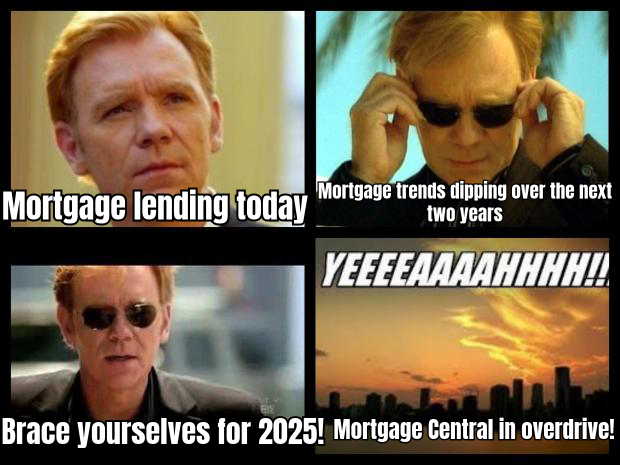 Mortgage lending today
Mortgage trends dipping over the next
two years
YEEEEAAAAHHHH!!!
Brace yourselves for 2025!
Mortgage Central in overdrive!